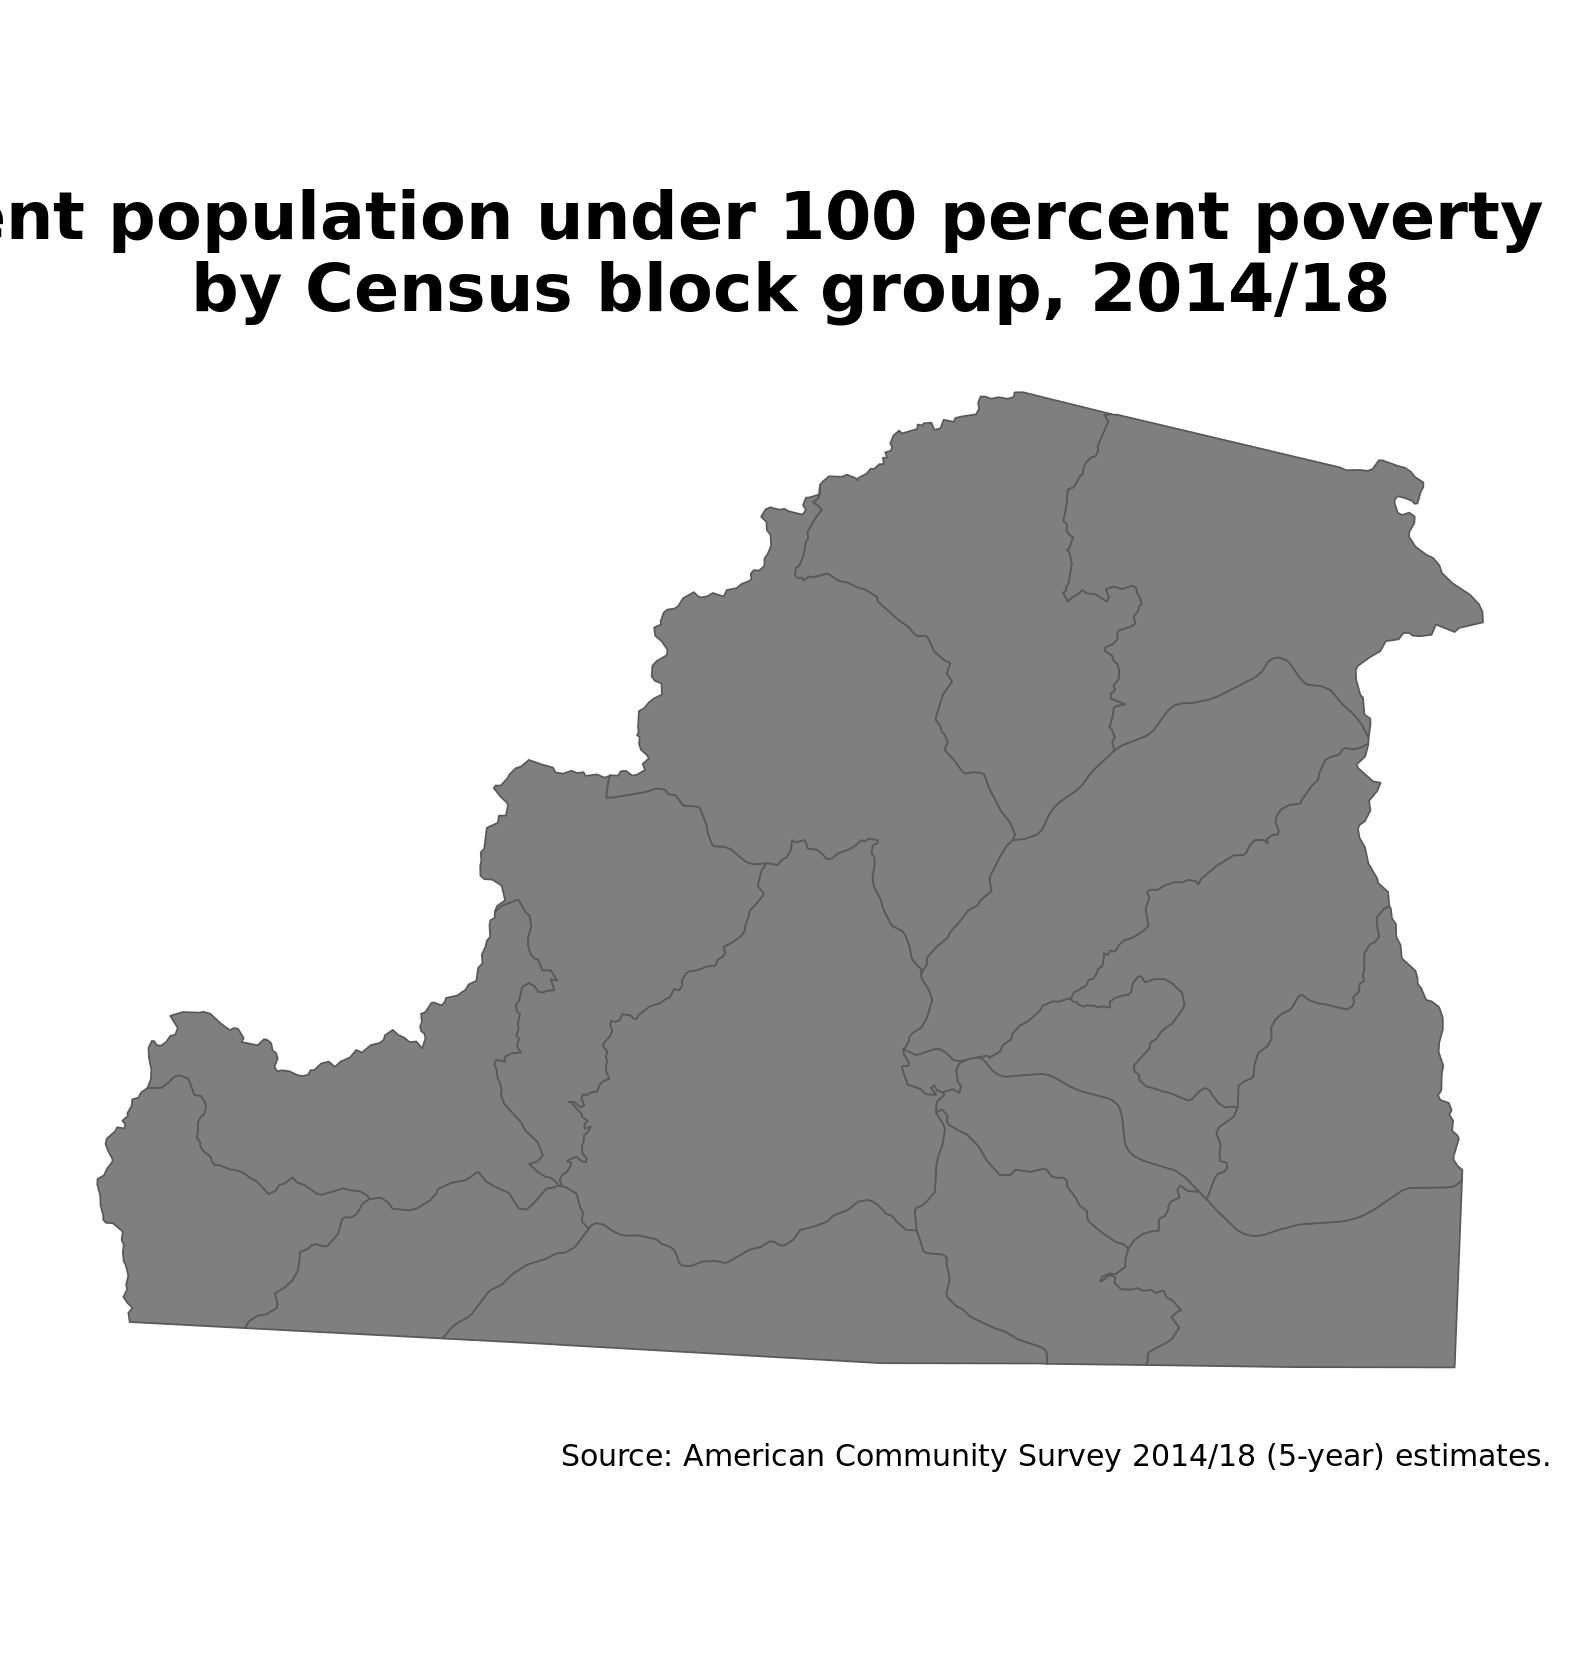 ent population under 100 percent poverty
by Census block group, 2014/18
Source: American Community Survey 2014/18 (5-year) estimates.